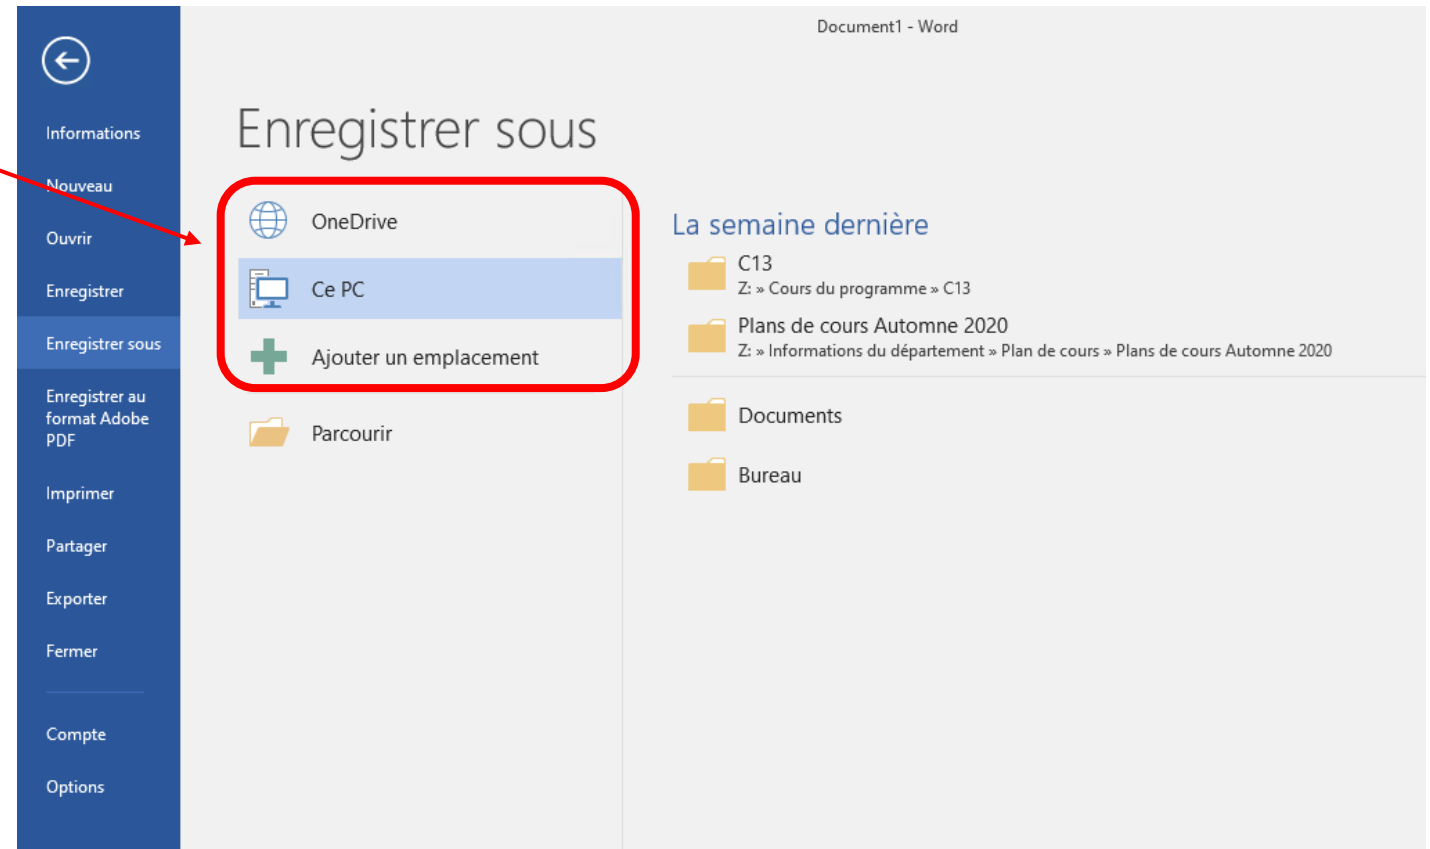 Document1 - Word
Informations
Nouveau
Ouvrir
Enregistrer
Enregistrer sous
Enregistrer au
format Adobe
PDF
Imprimer
Partager
Exporter
Fermer
Compte
Options
Enregistrer sous
OneDrive
Ce PC
Ajouter un emplacement
Parcourir
La semaine dernière
C13
Z: » Cours du programme » C13
Plans de cours Automne 2020
Z: » Informations du département » Plan de cours » Plans de cours Automne 2020
Documents
Bureau